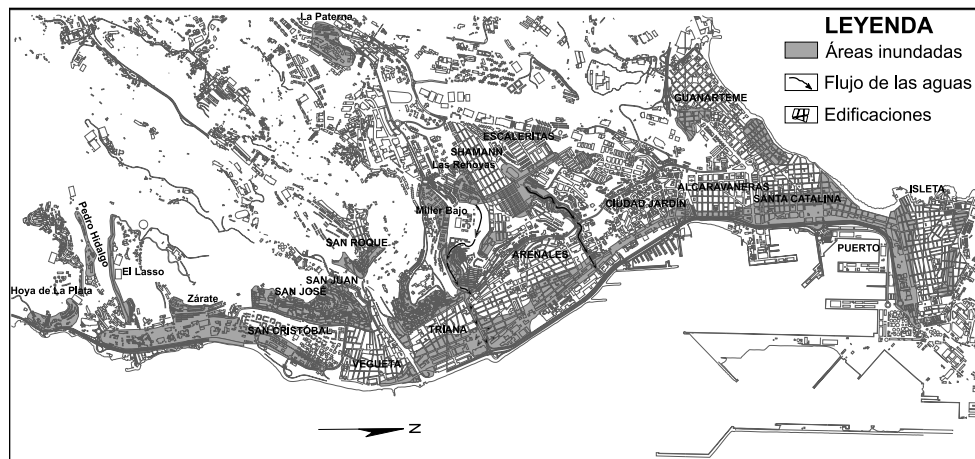 La Paterna
LEYENDA
Áreas inundadas
Flujo de las aguas
Edificaciones
GUANARTEME
ESCALERITAS
SHAMANN
Las Rehoyas
ALCARAVANERAS
ISLETA
SANTA CATALINA
CIUDAD JARDÍN
Miller Bajo
Pedro Hidalgo
SAN ROQUE
ARENALES
PUERTO
El Lasso
SAN JUAN
Hoya de La Plata
SAN JOSÉ
Zárate
SAN CRISTÓBAL
TRIANA
VEGUETA
N